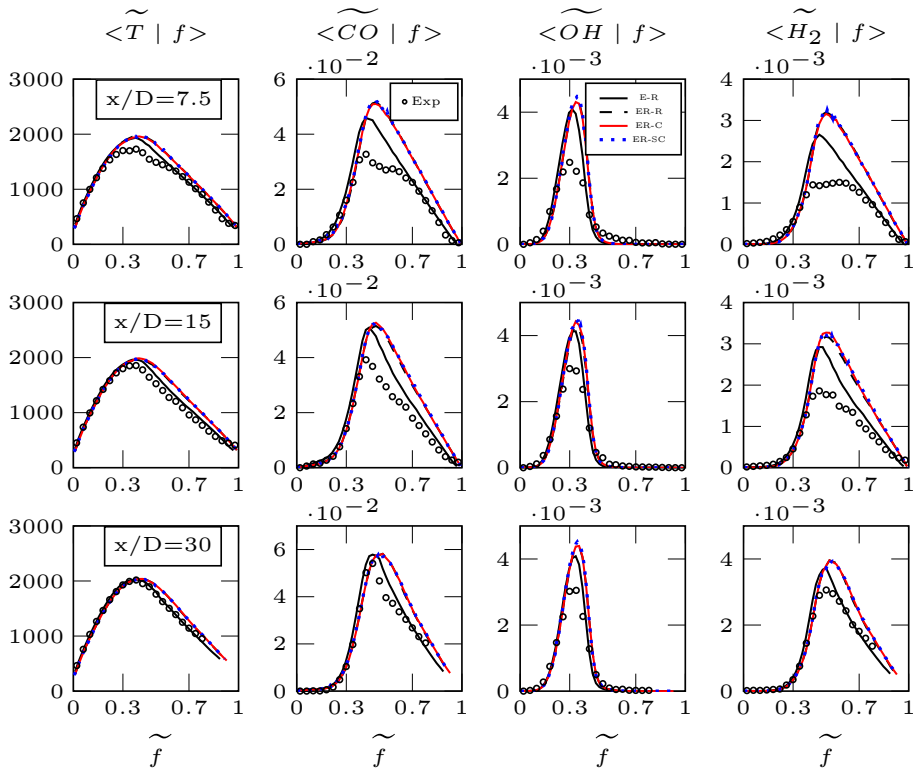 <T̃ | f> <C͠O | f> <O͠H | f> <H̃₂ | f>
·10⁻² ·10⁻³ ·10⁻³
3000 x/D=7.5 6 Exp E-R 4
ER-R
ER-C
ER-SC
2000 4 4 3
2
1000 2 2 1
0 0 0 0
0 0.3 0.7 1 0 0.3 0.7 1 0 0.3 0.7 1 0 0.3 0.7 1
·10⁻² ·10⁻³ ·10⁻³
3000 x/D=15 6 4
2000 4 4 3
2
1000 2 2 1
0 0 0 0
0 0.3 0.7 1 0 0.3 0.7 1 0 0.3 0.7 1 0 0.3 0.7 1
·10⁻² ·10⁻³ ·10⁻³
3000 x/D=30 6
2000 4 4 4
1000 2 2 2
0 0 0 0
0 0.3 0.7 1 0 0.3 0.7 1 0 0.3 0.7 1 0 0.3 0.7 1
f̃ f̃ f̃ f̃